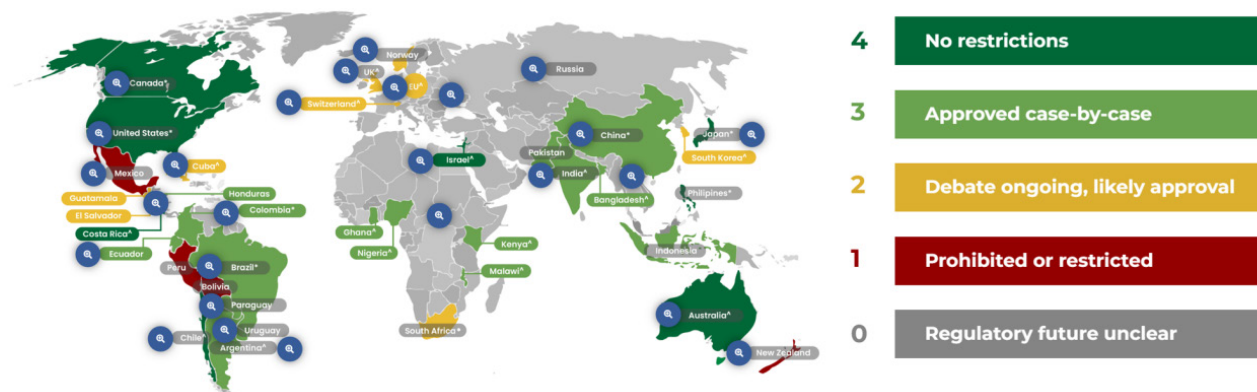 Norway
UK^
EU^
Russia
Canada*
Switzerland^
United States*
China*
Japan*
South Korea^
Pakistan
Israel^
India^
Mexico
Cuba^
Bangladesh^
Philipines*
Guatamala
Honduras
El Salvador
Colombia*
Costa Rica^
Ghana^
Ecuador
Nigeria^
Kenya^
Indonesia
Peru
Brazil*
Malawi^
Bolivia
Paraguay
Australia^
Uruguay
South Africa*
Chile^
Argentina^
New Zealand
4 No restrictions
3 Approved case-by-case
2 Debate ongoing, likely approval
1 Prohibited or restricted
0 Regulatory future unclear